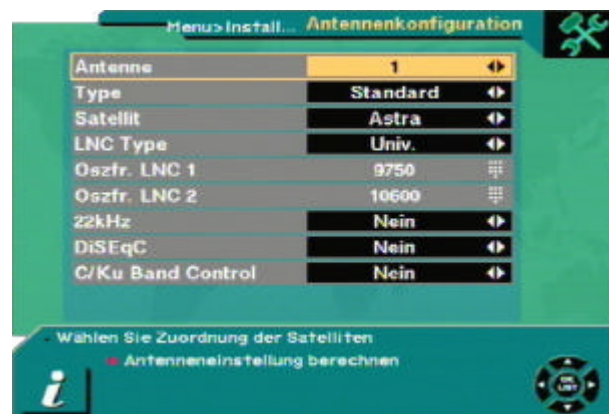 Menu>Install... Antennenkonfiguration
Antenne 1
Type Standard
Satellit Astra
LNC Type Univ.
Oszfr. LNC 1 9750
Oszfr. LNC 2 10600
22kHz Nein
DiSEqC Nein
C/Ku Band Control Nein
Wählen Sie Zuordnung der Satelliten
Antenneneinstellung berechnen
i